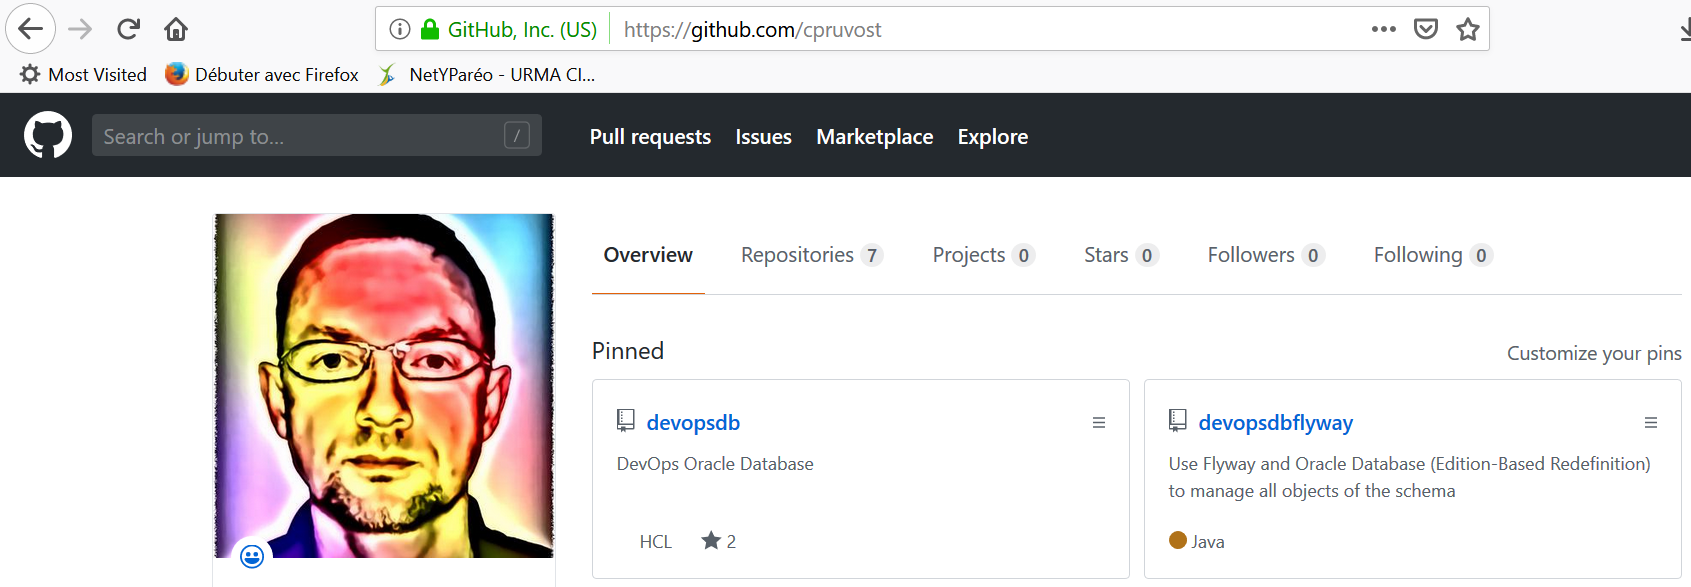 GitHub, Inc. (US) https://github.com/cpruvost
Most Visited Débuter avec Firefox NetYParéo - URMA CI...
Search or jump to... / Pull requests Issues Marketplace Explore
Overview Repositories 7 Projects 0 Stars 0 Followers 0 Following 0
Pinned Customize your pins
devopsdb
DevOps Oracle Database
HCL 2
devopsdbflyway
Use Flyway and Oracle Database (Edition-Based Redefinition)
to manage all objects of the schema
Java